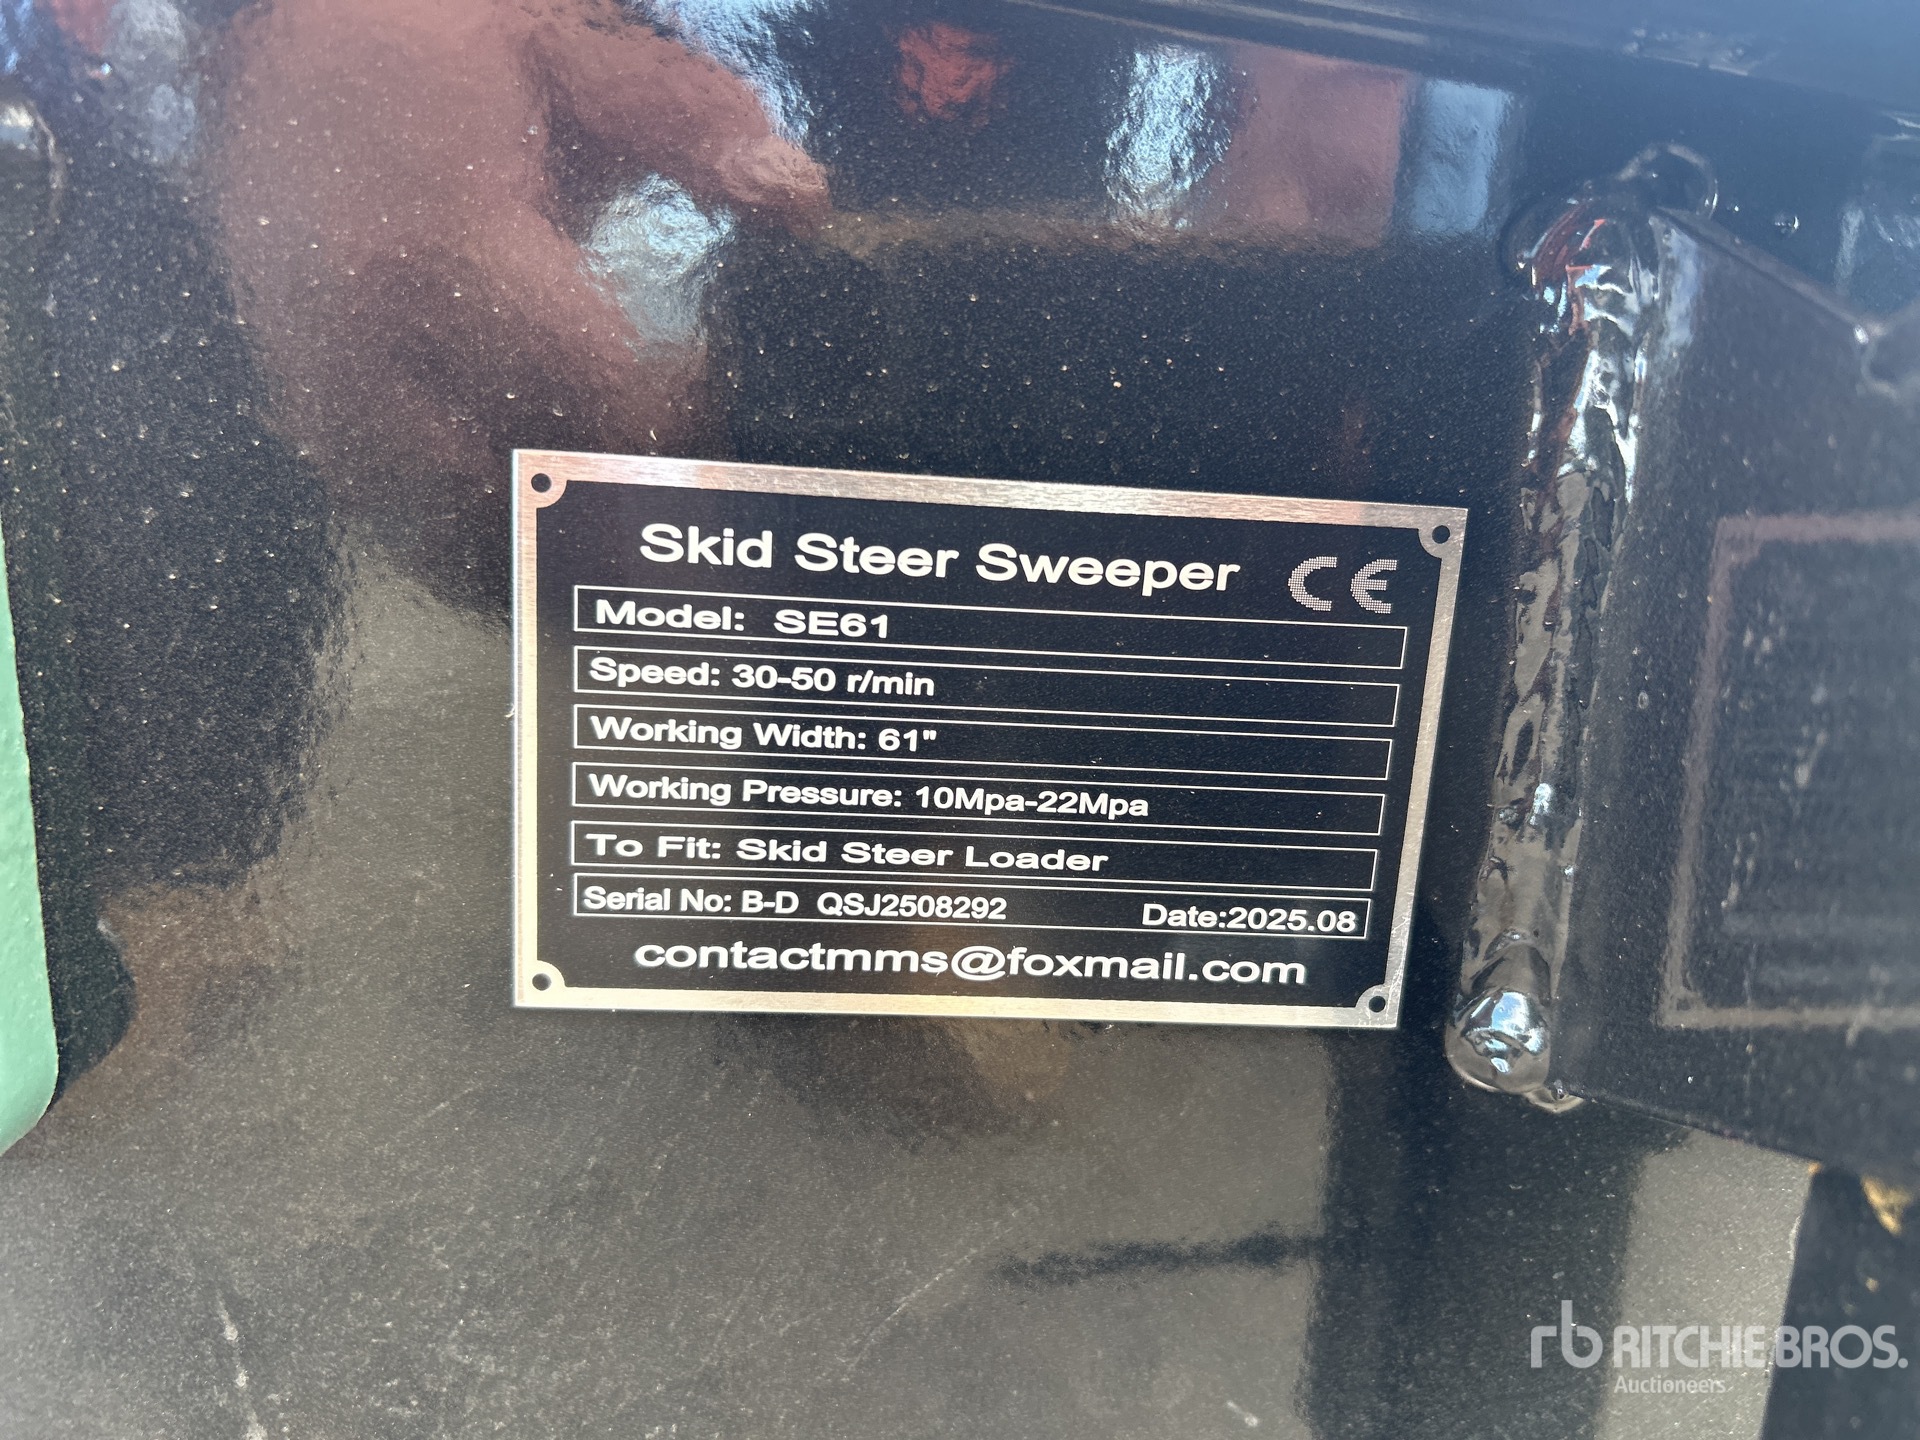 Skid Steer Sweeper CE
Model: SE61
Speed: 30-50 r/min
Working Width: 61"
Working Pressure: 10Mpa-22Mpa
To Fit: Skid Steer Loader
Serial No: B-D QSJ2508292 Date:2025.08
contactmms@foxmail.com
rb RITCHIE BROS.
Auctioneers